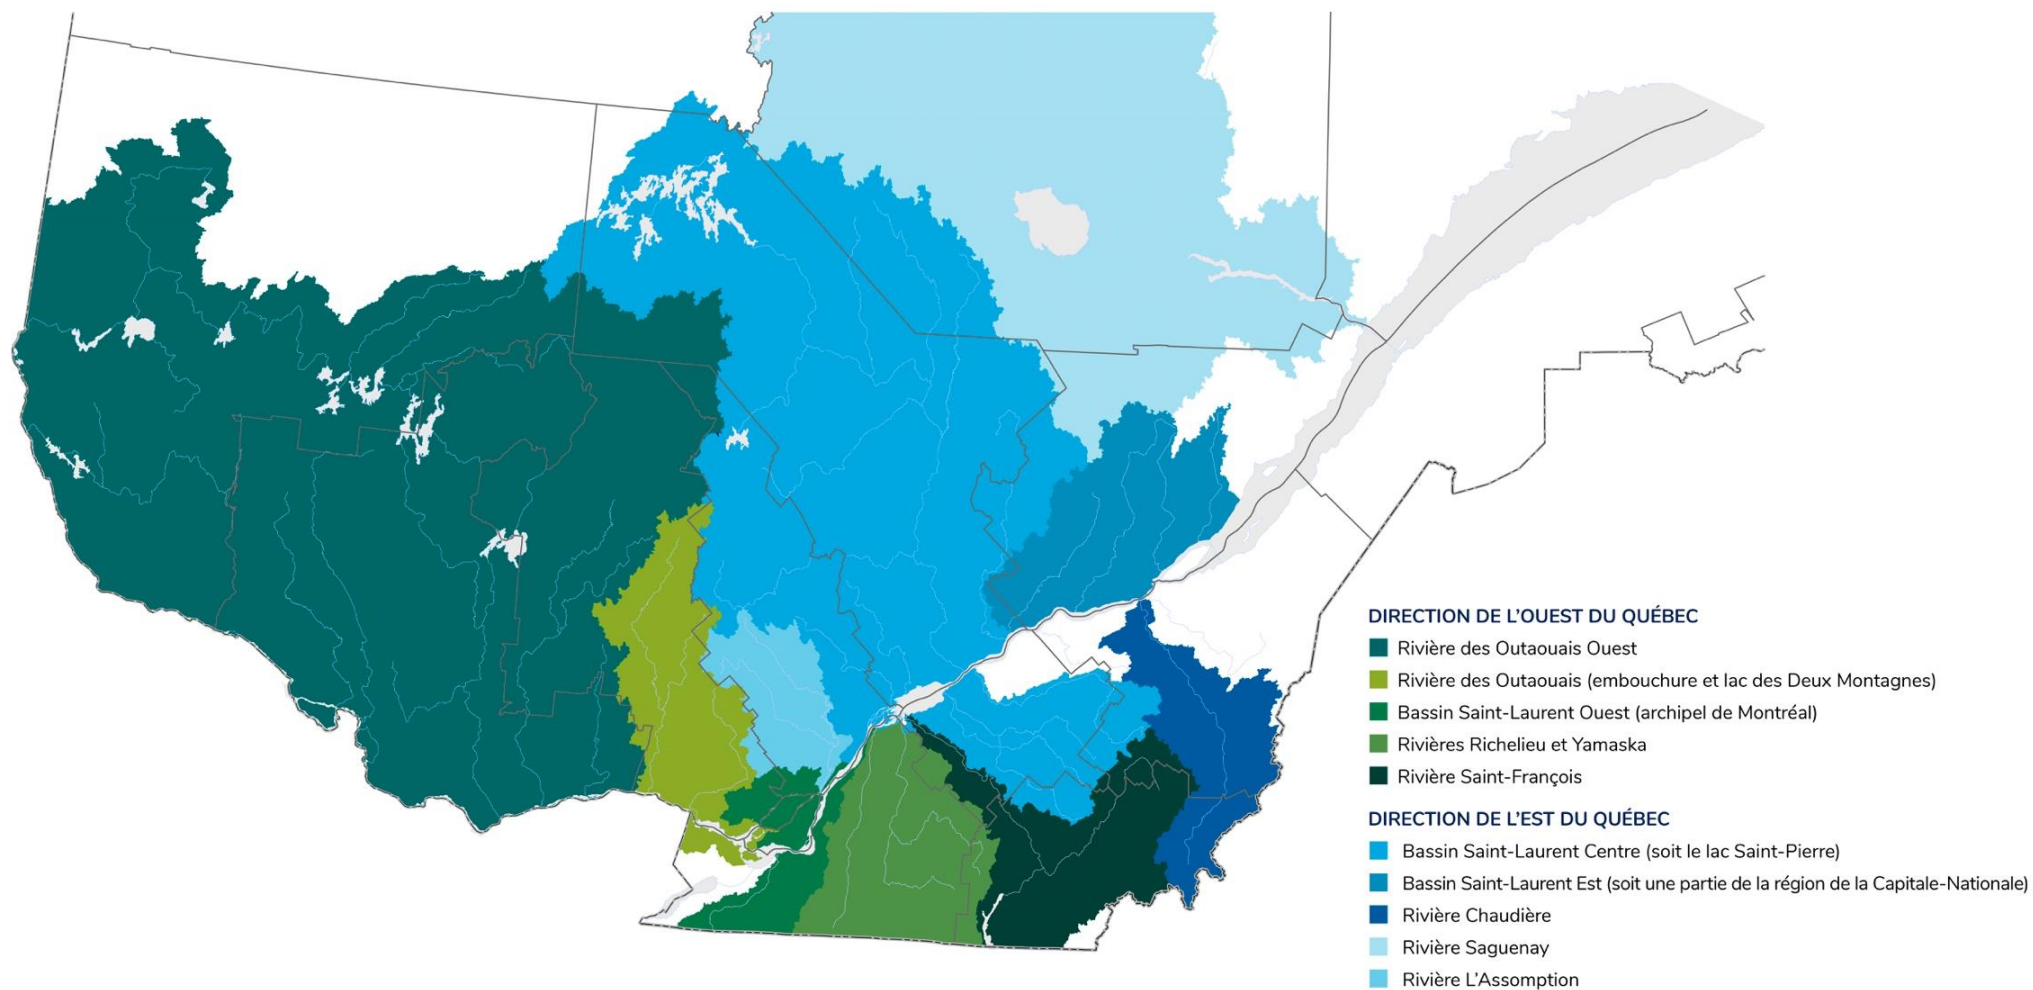 DIRECTION DE L'OUEST DU QUÉBEC
Rivière des Outaouais Ouest
Rivière des Outaouais (embouchure et lac des Deux Montagnes)
Bassin Saint-Laurent Ouest (archipel de Montréal)
Rivières Richelieu et Yamaska
Rivière Saint-François
DIRECTION DE L'EST DU QUÉBEC
Bassin Saint-Laurent Centre (soit le lac Saint-Pierre)
Bassin Saint-Laurent Est (soit une partie de la région de la Capitale-Nationale)
Rivière Chaudière
Rivière Saguenay
Rivière L'Assomption